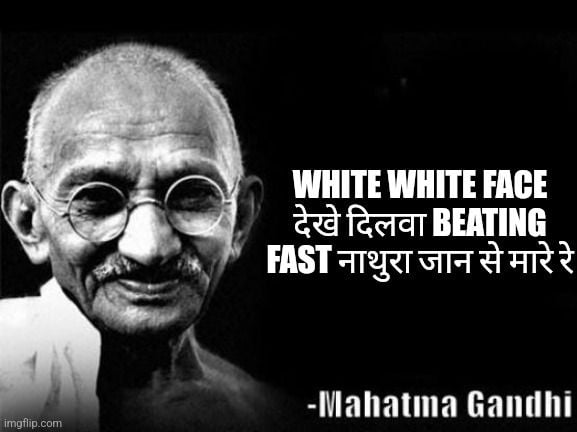 WHITE WHITE FACE
देखे दिलवा BEATING
FAST नाथुरा जान से मारे रे
-Mahatma Gandhi
imgflip.com